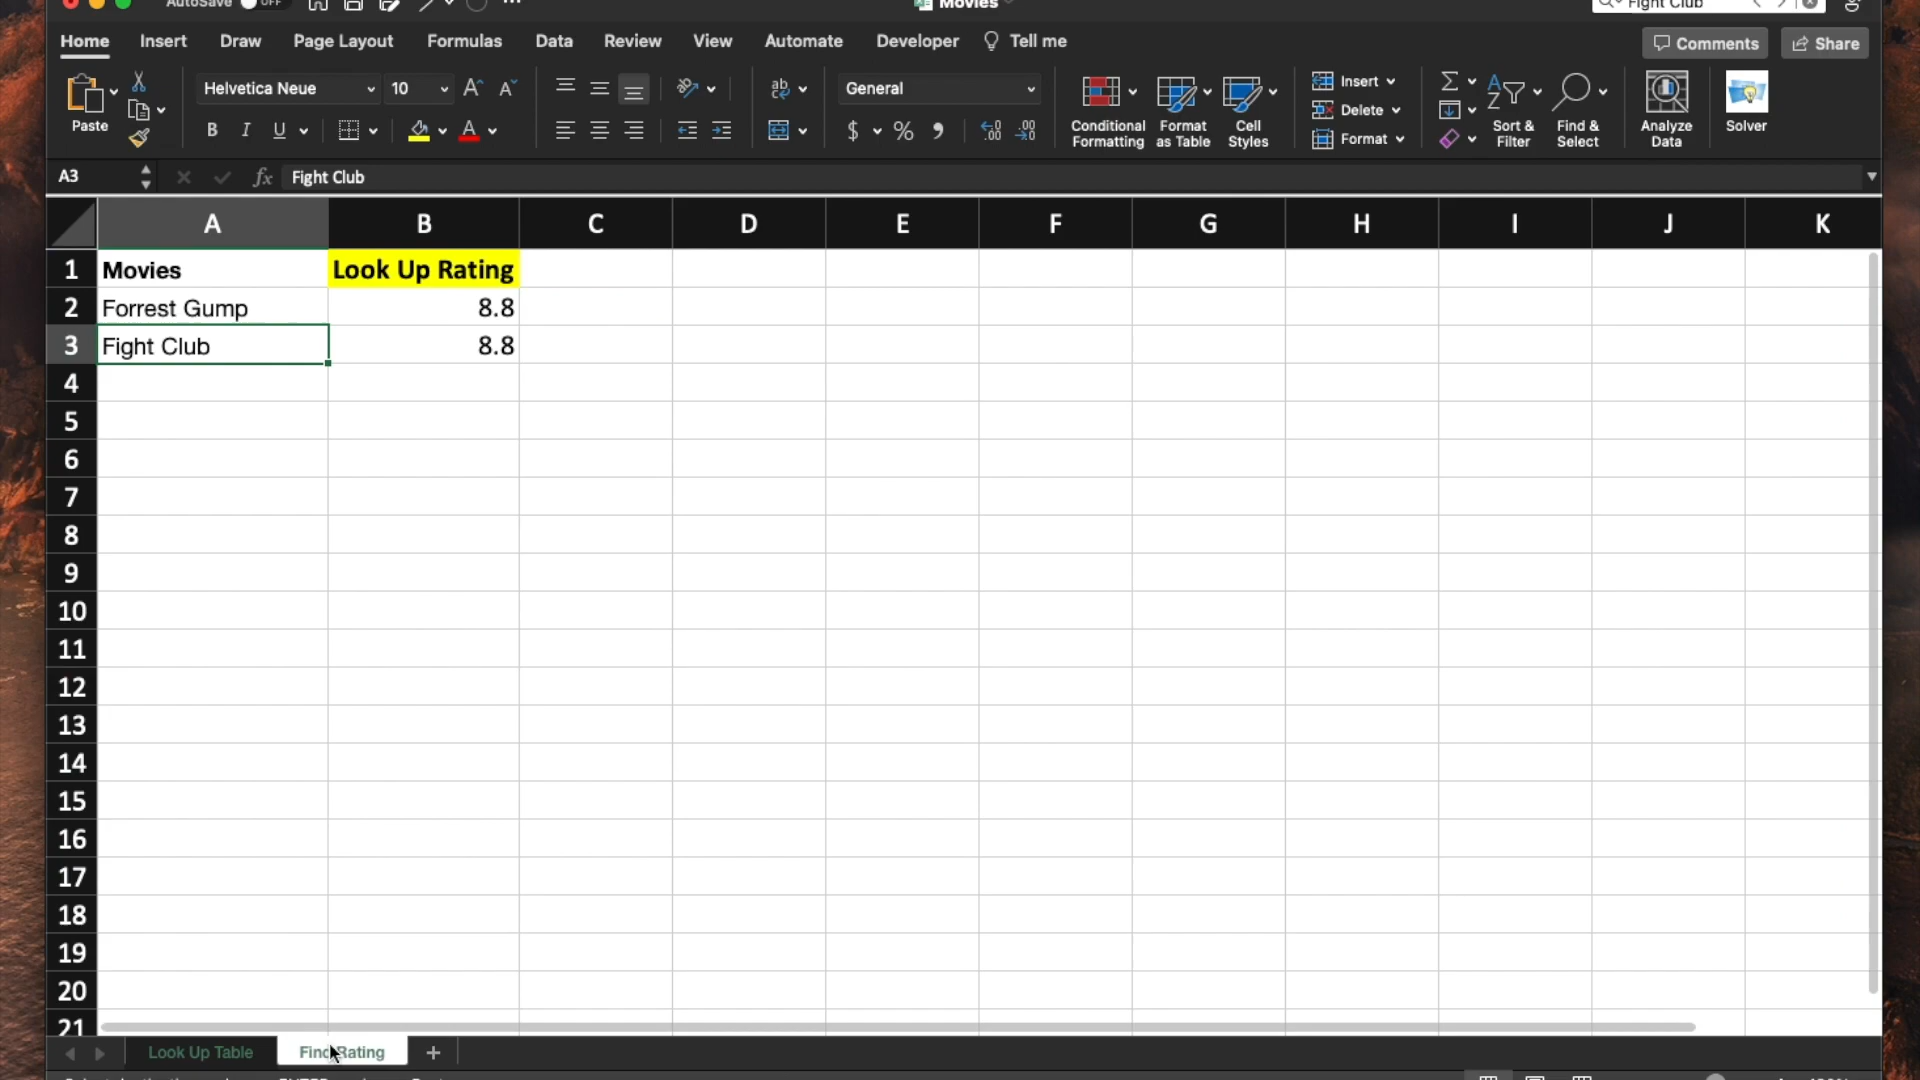 AutoSave OFF
Movies
Fight Club
Home Insert Draw Page Layout Formulas Data Review View Automate Developer Tell me
Comments Share
Paste
Helvetica Neue 10
B I U
ab
General
$ % 9
Conditional Formatting
Format as Table
Cell Styles
Insert
Delete
Format
Sort & Filter
Find & Select
Analyze Data
Solver
A3 fx Fight Club
A B C D E F G H I J K
1 Movies Look Up Rating
2 Forrest Gump 8.8
3 Fight Club 8.8
4
5
6
7
8
9
10
11
12
13
14
15
16
17
18
19
20
21
Look Up Table Find Rating +